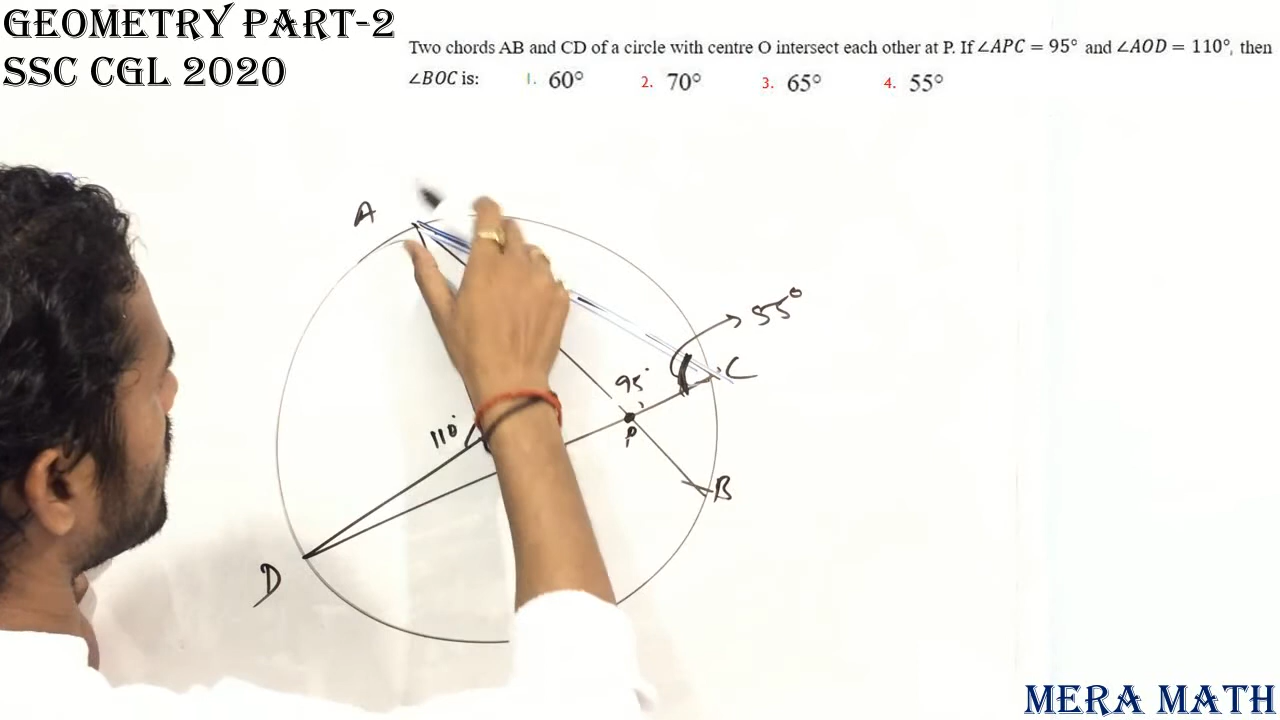 GEOMETRY PART-2
SSC CGL 2020
Two chords AB and CD of a circle with centre O intersect each other at P. If ∠APC = 95° and ∠AOD = 110°, then
∠BOC is: 1. 60° 2. 70° 3. 65° 4. 55°
A
55°
95°
C
110°
P
B
D
MERA MATH